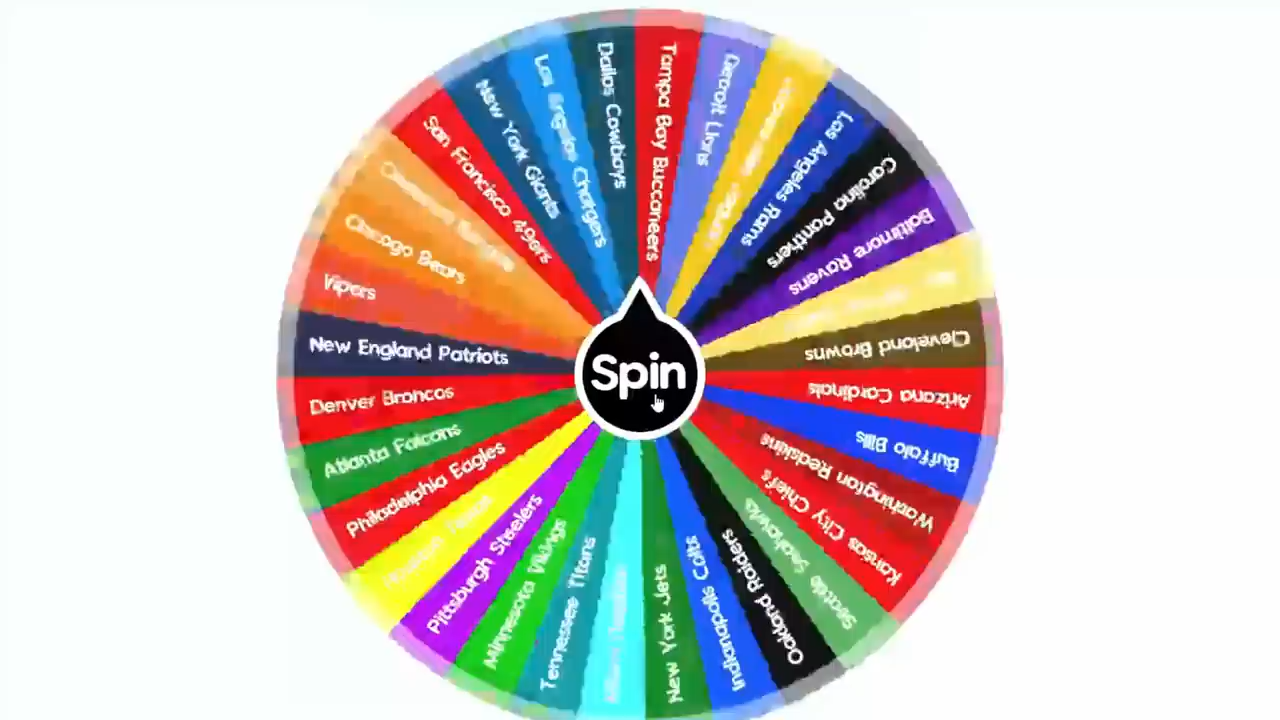 Tampa Bay Buccaneers
Detroit Lions
Los Angeles Rams
Carolina Panthers
Baltimore Ravens
Cleveland Browns
Arizona Cardinals
Buffalo Bills
Washington Redskins
Kansas City Chiefs
Seattle Seahawks
Oakland Raiders
Indianapolis Colts
New York Jets
Tennessee Titans
Minnesota Vikings
Pittsburgh Steelers
Philadelphia Eagles
Atlanta Falcons
Denver Broncos
New England Patriots
Vipers
Chicago Bears
San Francisco 49ers
New York Giants
Los Angeles Chargers
Dallas Cowboys
Spin